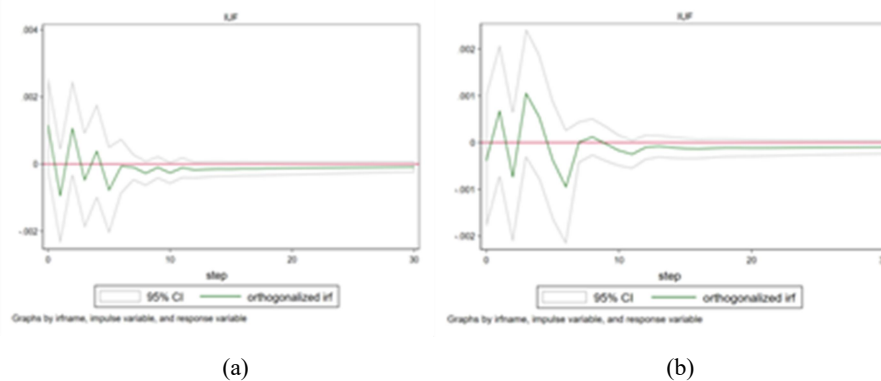 IUF
.004
.002
0
-.002
0
10
20
30
step
95% CI
orthogonalized irf
Graphs by irfname, impulse variable, and response variable
(a)
IUF
.002
.001
0
-.001
-.002
0
10
20
step
95% CI
orthogonalized irf
Graphs by irfname, impulse variable, and response variable
(b)